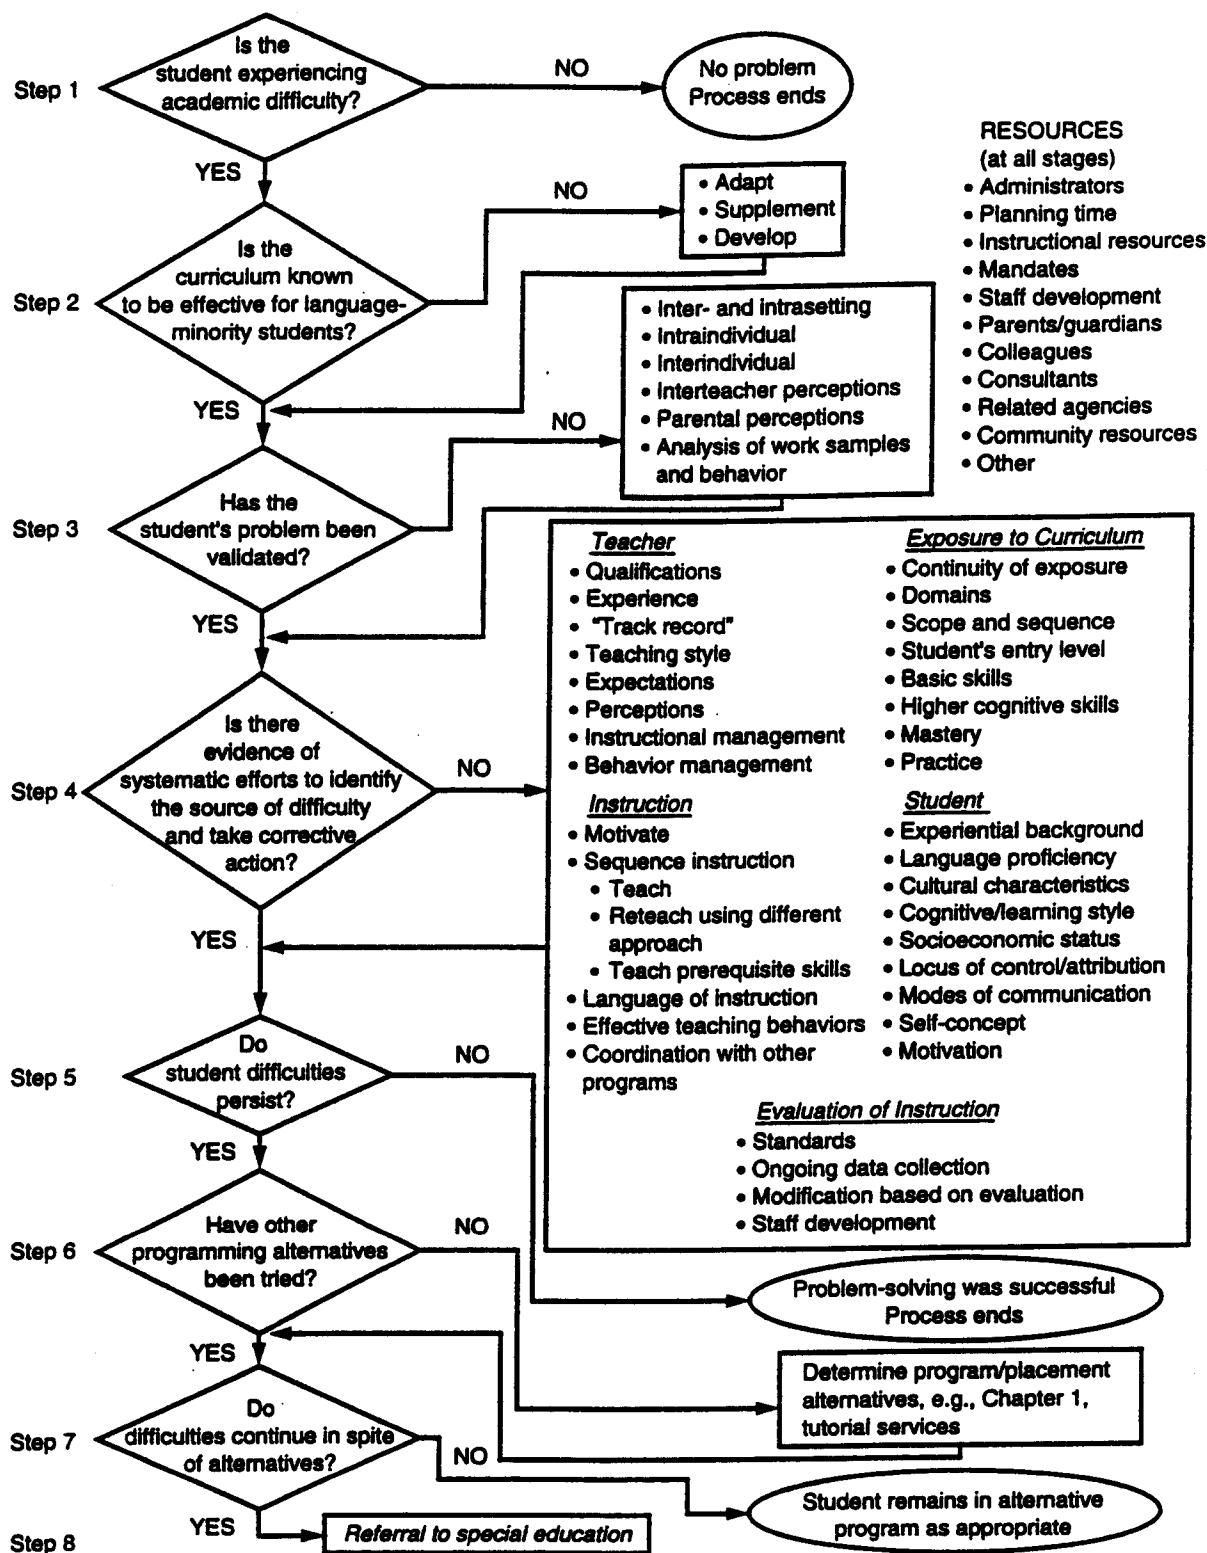 Step 1
Is the
student experiencing
academic difficulty?
NO
No problem
Process ends
YES
RESOURCES
(at all stages)
• Administrators
• Planning time
• Instructional resources
• Mandates
• Staff development
• Parents/guardians
• Colleagues
• Consultants
• Related agencies
• Community resources
• Other
Step 2
Is the
curriculum known
to be effective for language-
minority students?
NO
• Adapt
• Supplement
• Develop
YES
Step 3
Has the
student's problem been
validated?
NO
• Inter- and intrasetting
• Intraindividual
• Interindividual
• Interteacher perceptions
• Parental perceptions
• Analysis of work samples
and behavior
YES
Step 4
Is there
evidence of
systematic efforts to identify
the source of difficulty
and take corrective
action?
NO
Teacher
• Qualifications
• Experience
• "Track record"
• Teaching style
• Expectations
• Perceptions
• Instructional management
• Behavior management
Exposure to Curriculum
• Continuity of exposure
• Domains
• Scope and sequence
• Student's entry level
• Basic skills
• Higher cognitive skills
• Mastery
• Practice
Instruction
• Motivate
• Sequence instruction
• Teach
• Reteach using different
approach
• Teach prerequisite skills
• Language of instruction
• Effective teaching behaviors
• Coordination with other
programs
Student
• Experiential background
• Language proficiency
• Cultural characteristics
• Cognitive/learning style
• Socioeconomic status
• Locus of control/attribution
• Modes of communication
• Self-concept
• Motivation
Evaluation of Instruction
• Standards
• Ongoing data collection
• Modification based on evaluation
• Staff development
YES
Step 5
Do
student difficulties
persist?
NO
Problem-solving was successful
Process ends
YES
Step 6
Have other
programming alternatives
been tried?
NO
Determine program/placement
alternatives, e.g., Chapter 1,
tutorial services
YES
Step 7
Do
difficulties continue in spite
of alternatives?
NO
Student remains in alternative
program as appropriate
YES
Step 8
Referral to special education